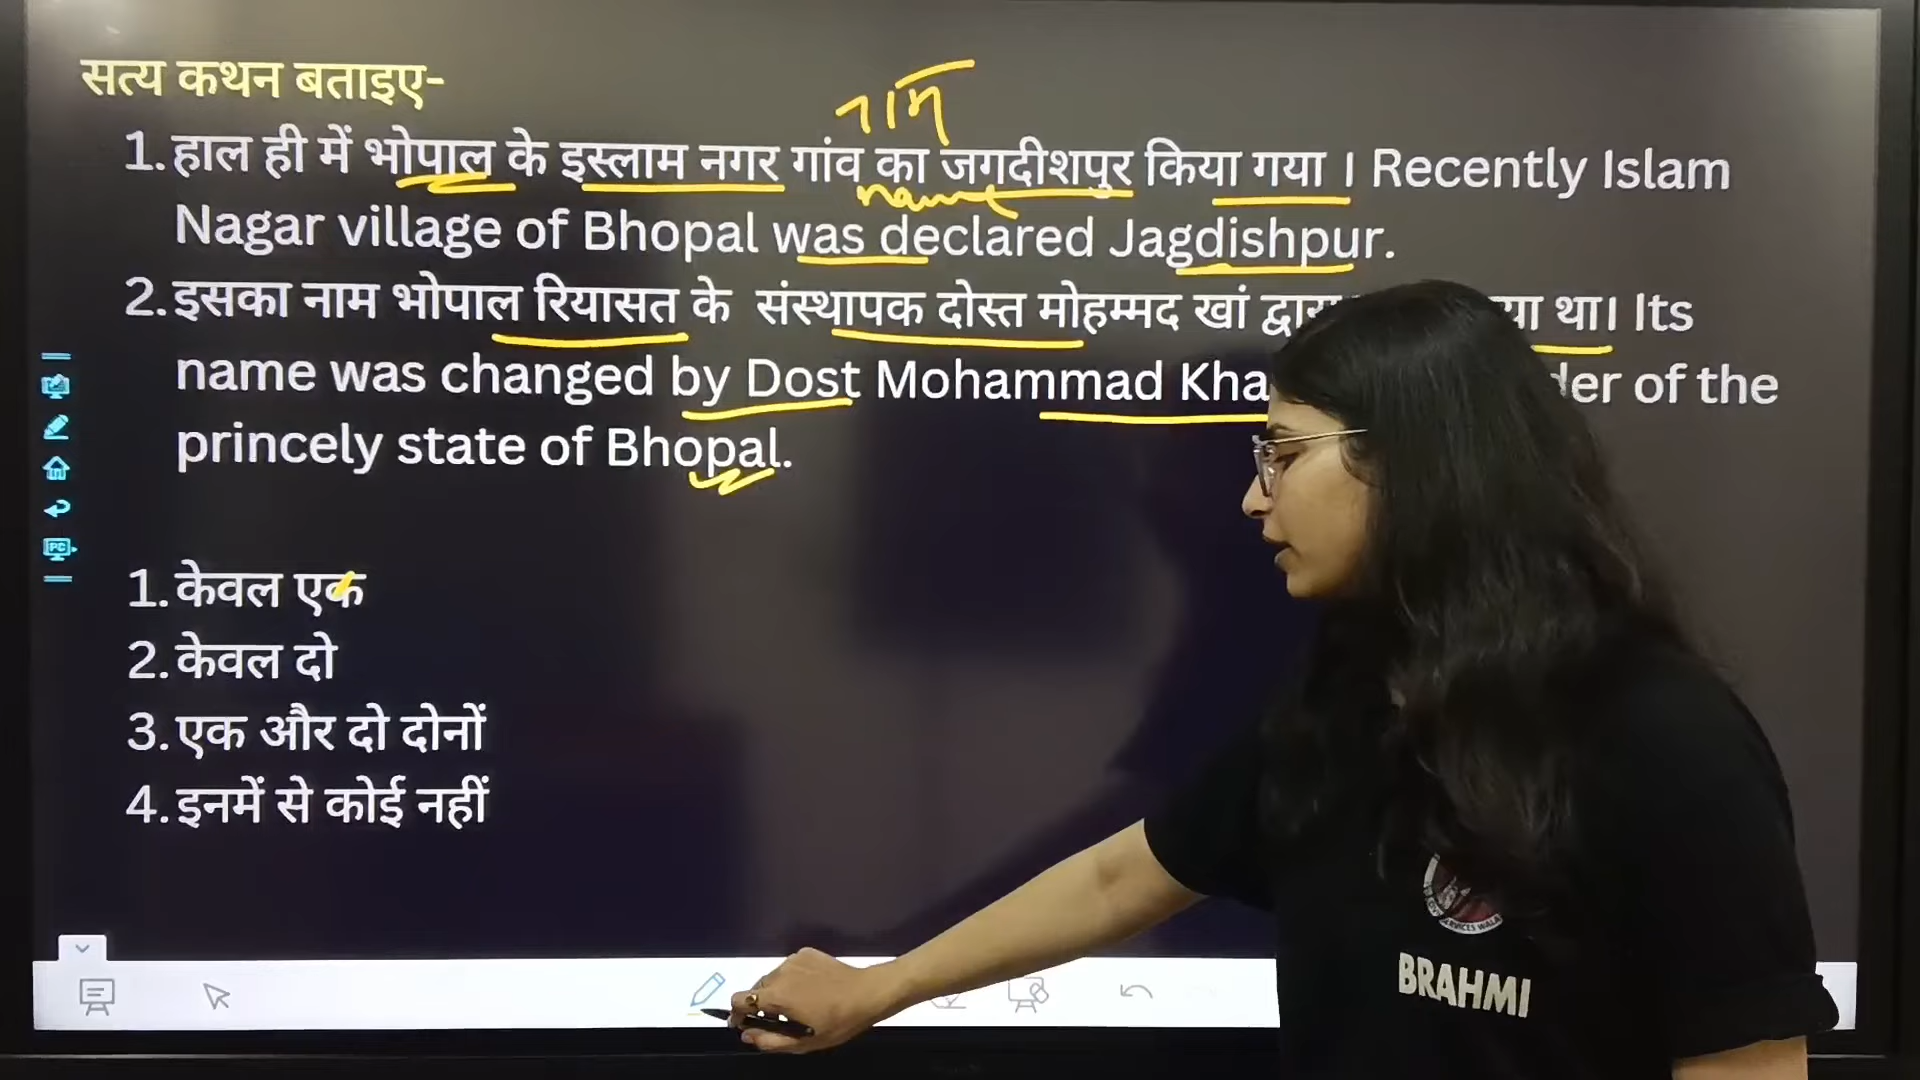 सत्य कथन बताइए-
नाम
1. हाल ही में भोपाल के इस्लाम नगर गांव का जगदीशपुर किया गया । Recently Islam
name
Nagar village of Bhopal was declared Jagdishpur.
2. इसका नाम भोपाल रियासत के संस्थापक दोस्त मोहम्मद खां था। Its
name was changed by Dost Mohammad of the
princely state of Bhopal.
1. केवल एक
2. केवल दो
3. एक और दो दोनों
4. इनमें से कोई नहीं
PC
BRAHMI